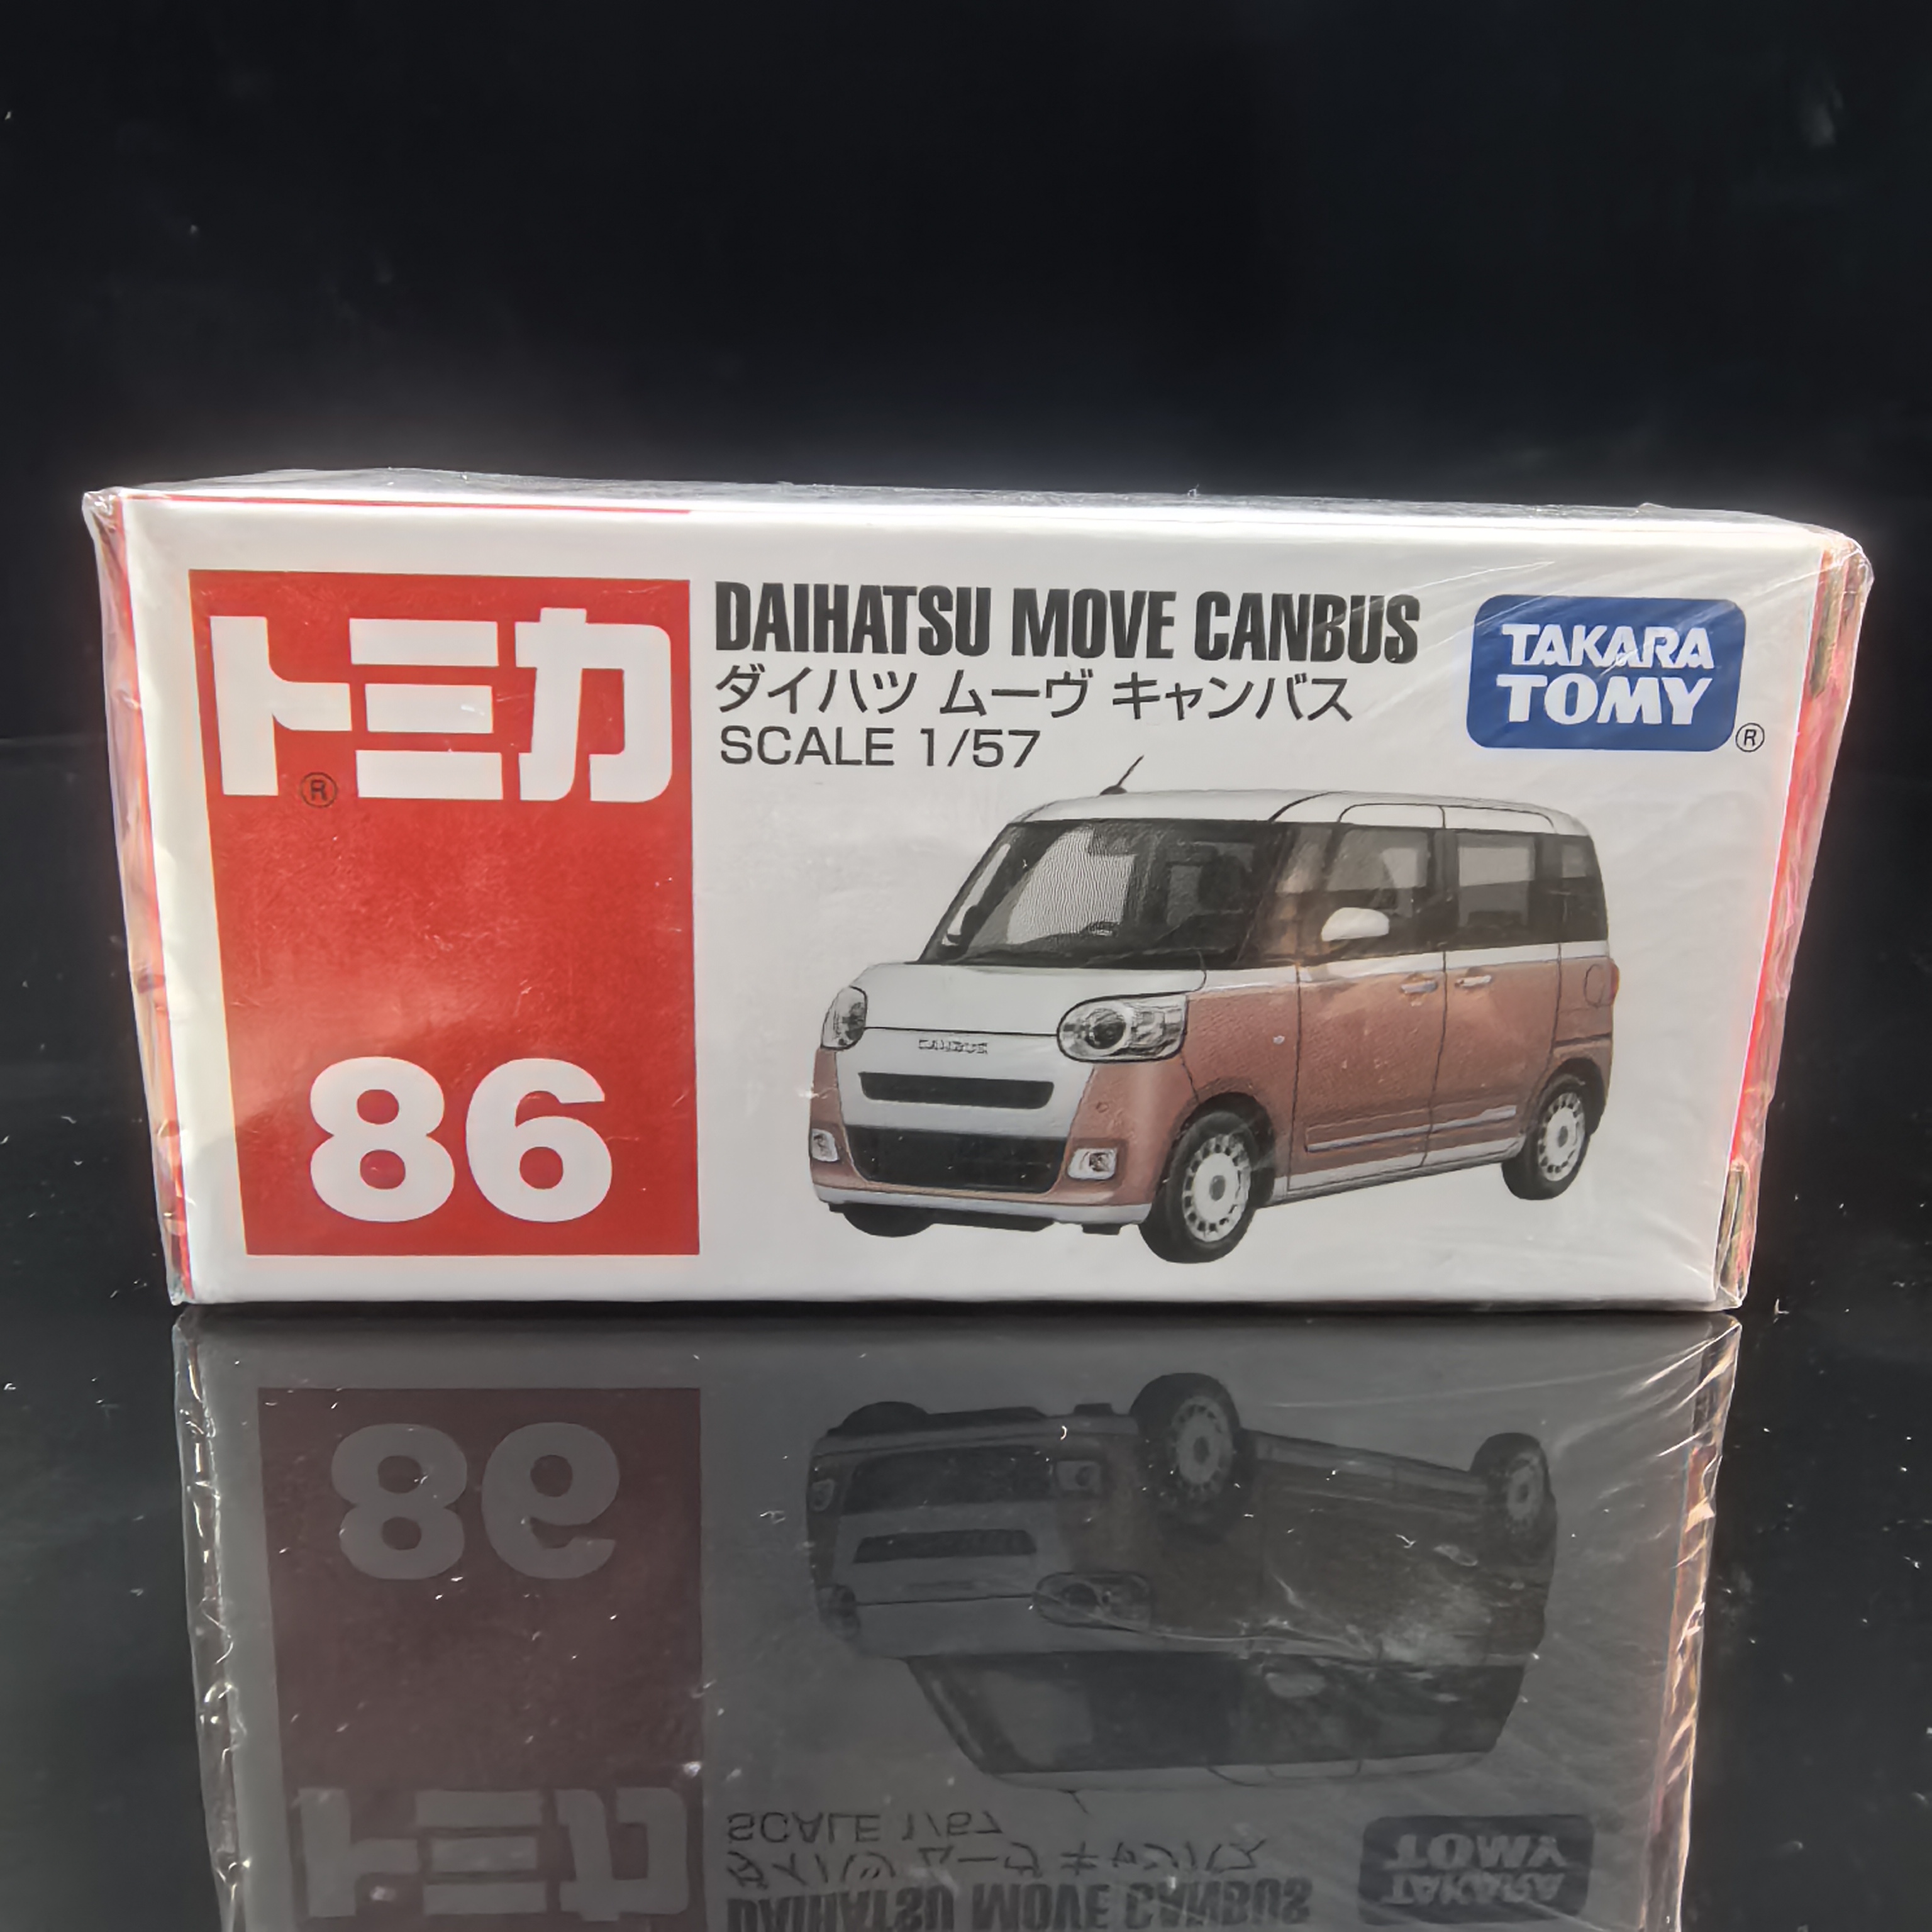 トミカ
®
86
DAIHATSU MOVE CANBUS
ダイハツ ムーヴ キャンバス
SCALE 1/57
TAKARA
TOMY
®
CANBUS